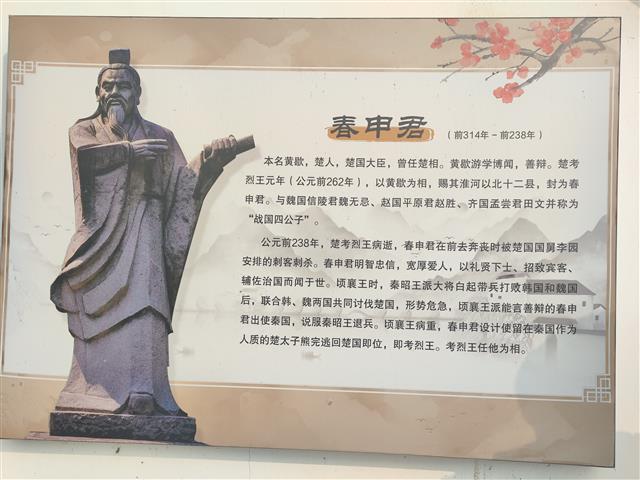 春申君 （前314年－前238年）
本名黄歇，楚人，楚国大臣，曾任楚相。黄歇游学博闻，善辩。楚考
烈王元年（公元前262年），以黄歇为相，赐其淮河以北十二县，封为春
申君。与魏国信陵君魏无忌、赵国平原君赵胜、齐国孟尝君田文并称为
“战国四公子”。
公元前238年，楚考烈王病逝，春申君在前去奔丧时被楚国国舅李园
安排的刺客刺杀。春申君明智忠信，宽厚爱人，以礼贤下士、招致宾客、
辅佐治国而闻于世。顷襄王时，秦昭王派大将白起带兵打败韩国和魏国
后，联合韩、魏两国共同讨伐楚国，形势危急，顷襄王派能言善辩的春申
君出使秦国，说服秦昭王退兵。顷襄王病重，春申君设计使留在秦国作为
人质的楚太子熊完逃回楚国即位，即考烈王。考烈王任他为相。